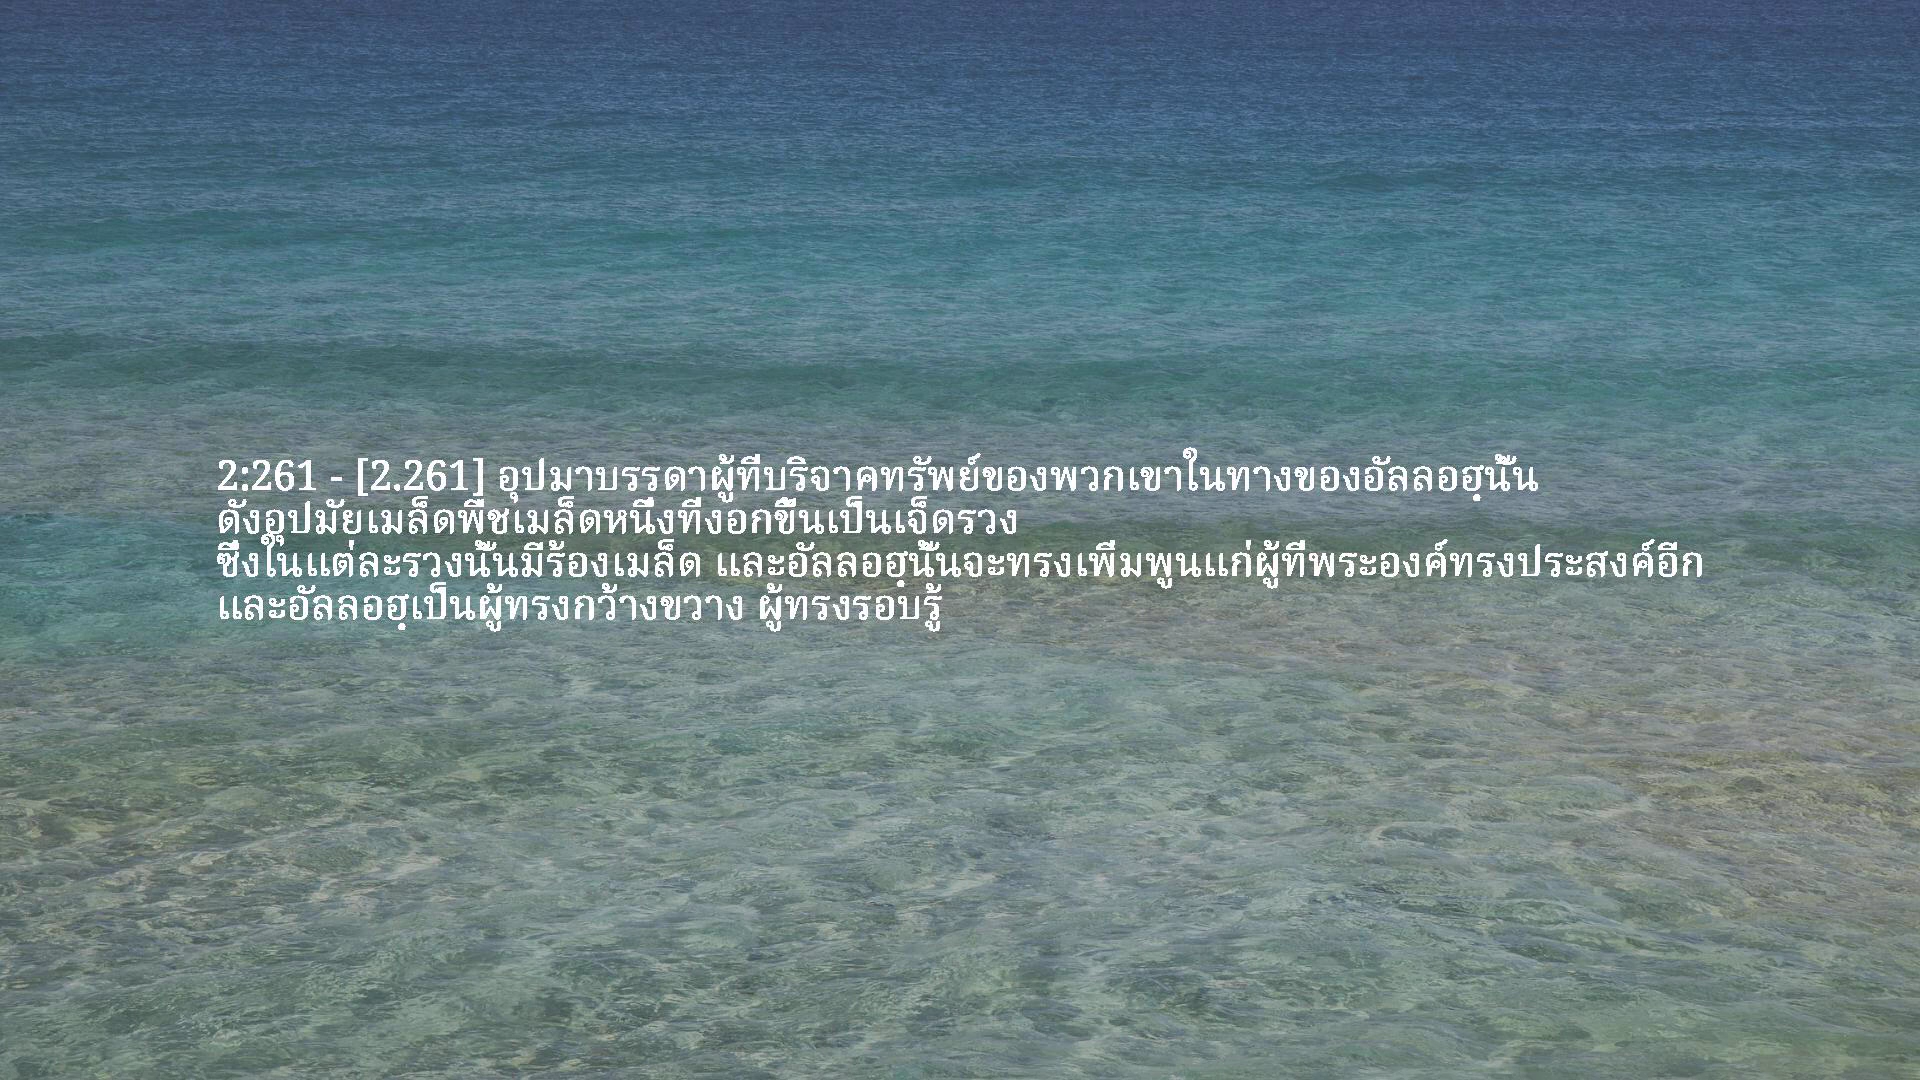 2:261 - [2.261] อุปมาบรรดาผู้ที่บริจาคทรัพย์ของพวกเขาในทางของอัลลอฮฺนั้น
ดังอุปมัยเมล็ดพืชเมล็ดหนึ่งที่งอกขึ้นเป็นเจ็ดรวง
ซึ่งในแต่ละรวงนั้นมีร้องเมล็ด และอัลลอฮฺนั้นจะทรงเพิ่มพูนแก่ผู้ที่พระองค์ทรงประสงค์อีก
และอัลลอฮฺเป็นผู้ทรงกว้างขวาง ผู้ทรงรอบรู้